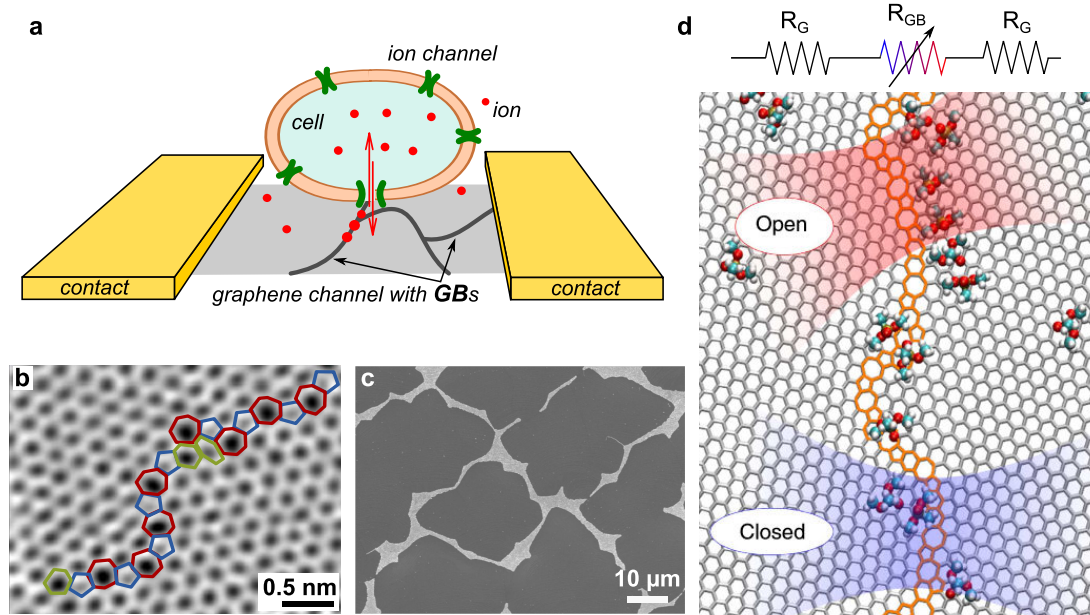 a
ion channel
cell
ion
contact
contact
graphene channel with GBs
b
0.5 nm
c
10 µm
d
R_G
R_GB
R_G
Open
Closed